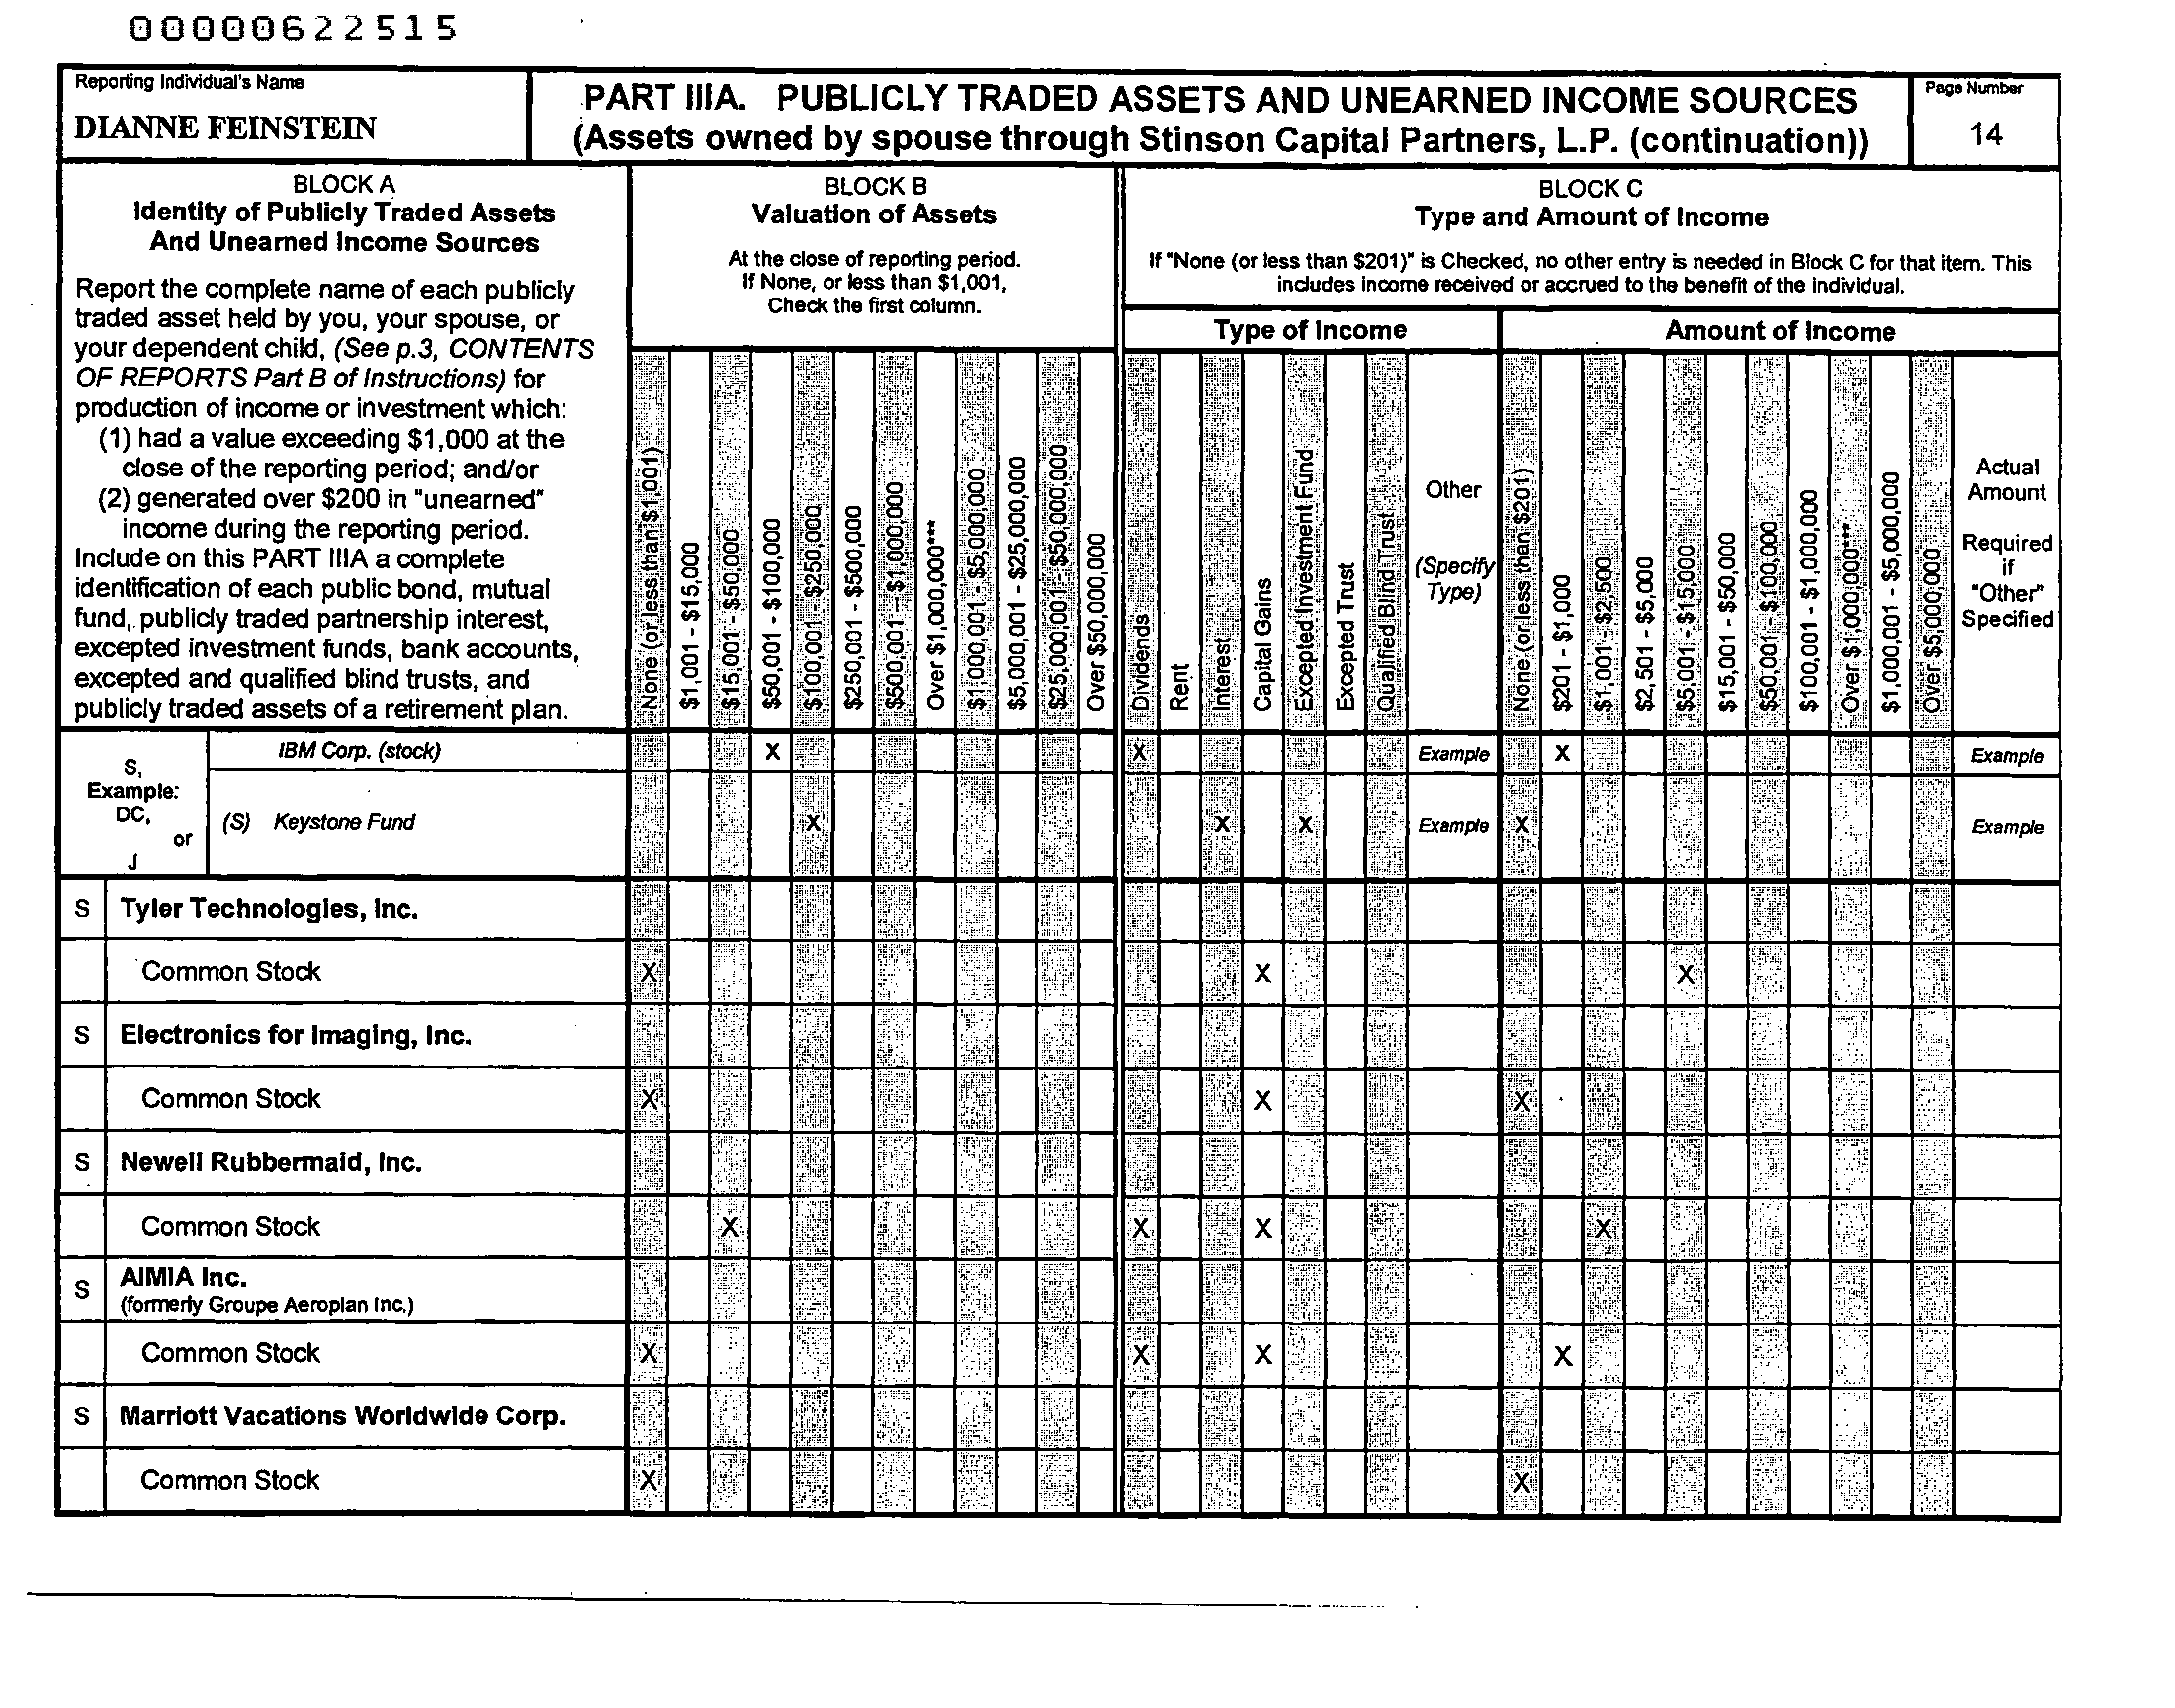 00000622515
Reporting Individual's Name
DIANNE FEINSTEIN
PART IIIA. PUBLICLY TRADED ASSETS AND UNEARNED INCOME SOURCES
(Assets owned by spouse through Stinson Capital Partners, L.P. (continuation))
Page Number
14
BLOCK A
Identity of Publicly Traded Assets
And Unearned Income Sources
Report the complete name of each publicly
traded asset held by you, your spouse, or
your dependent child, (See p.3, CONTENTS
OF REPORTS Part B of Instructions) for
production of income or investment which:
(1) had a value exceeding $1,000 at the
close of the reporting period; and/or
(2) generated over $200 in "unearned"
income during the reporting period.
Include on this PART IIIA a complete
identification of each public bond, mutual
fund, publicly traded partnership interest,
excepted investment funds, bank accounts,
excepted and qualified blind trusts, and
publicly traded assets of a retirement plan.
BLOCK B
Valuation of Assets
At the close of reporting period.
If None, or less than $1,001,
Check the first column.
None (or less than $1,001)
$1,001 - $15,000
$15,001 - $50,000
$50,001 - $100,000
$100,001 - $250,000
$250,001 - $500,000
$500,001 - $1,000,000
Over $1,000,000***
$1,000,001 - $5,000,000
$5,000,001 - $25,000,000
$25,000,001 - $50,000,000
Over $50,000,000
BLOCK C
Type and Amount of Income
If "None (or less than $201)" is Checked, no other entry is needed in Block C for that item. This
includes income received or accrued to the benefit of the individual.
Type of Income
Dividends
Rent
Interest
Capital Gains
Excepted Investment Fund
Excepted Trust
Qualified Blind Trust
Other
(Specify
Type)
Amount of Income
None (or less than $201)
$201 - $1,000
$1,001 - $2,500
$2,501 - $5,000
$5,001 - $15,000
$15,001 - $50,000
$50,001 - $100,000
$100,001 - $1,000,000
Over $1,000,000***
$1,000,001 - $5,000,000
Over $5,000,000
Actual
Amount
Required
if
"Other"
Specified
S,
Example:
DC,
or
J
IBM Corp. (stock) X X Example X Example
(S) Keystone Fund X X X Example X Example
S Tyler Technologies, Inc.
Common Stock X X X
S Electronics for Imaging, Inc.
Common Stock X X X
S Newell Rubbermaid, Inc.
Common Stock X X X X
S AIMIA Inc.
(formerly Groupe Aeroplan Inc.)
Common Stock X X X X
S Marriott Vacations Worldwide Corp.
Common Stock X X